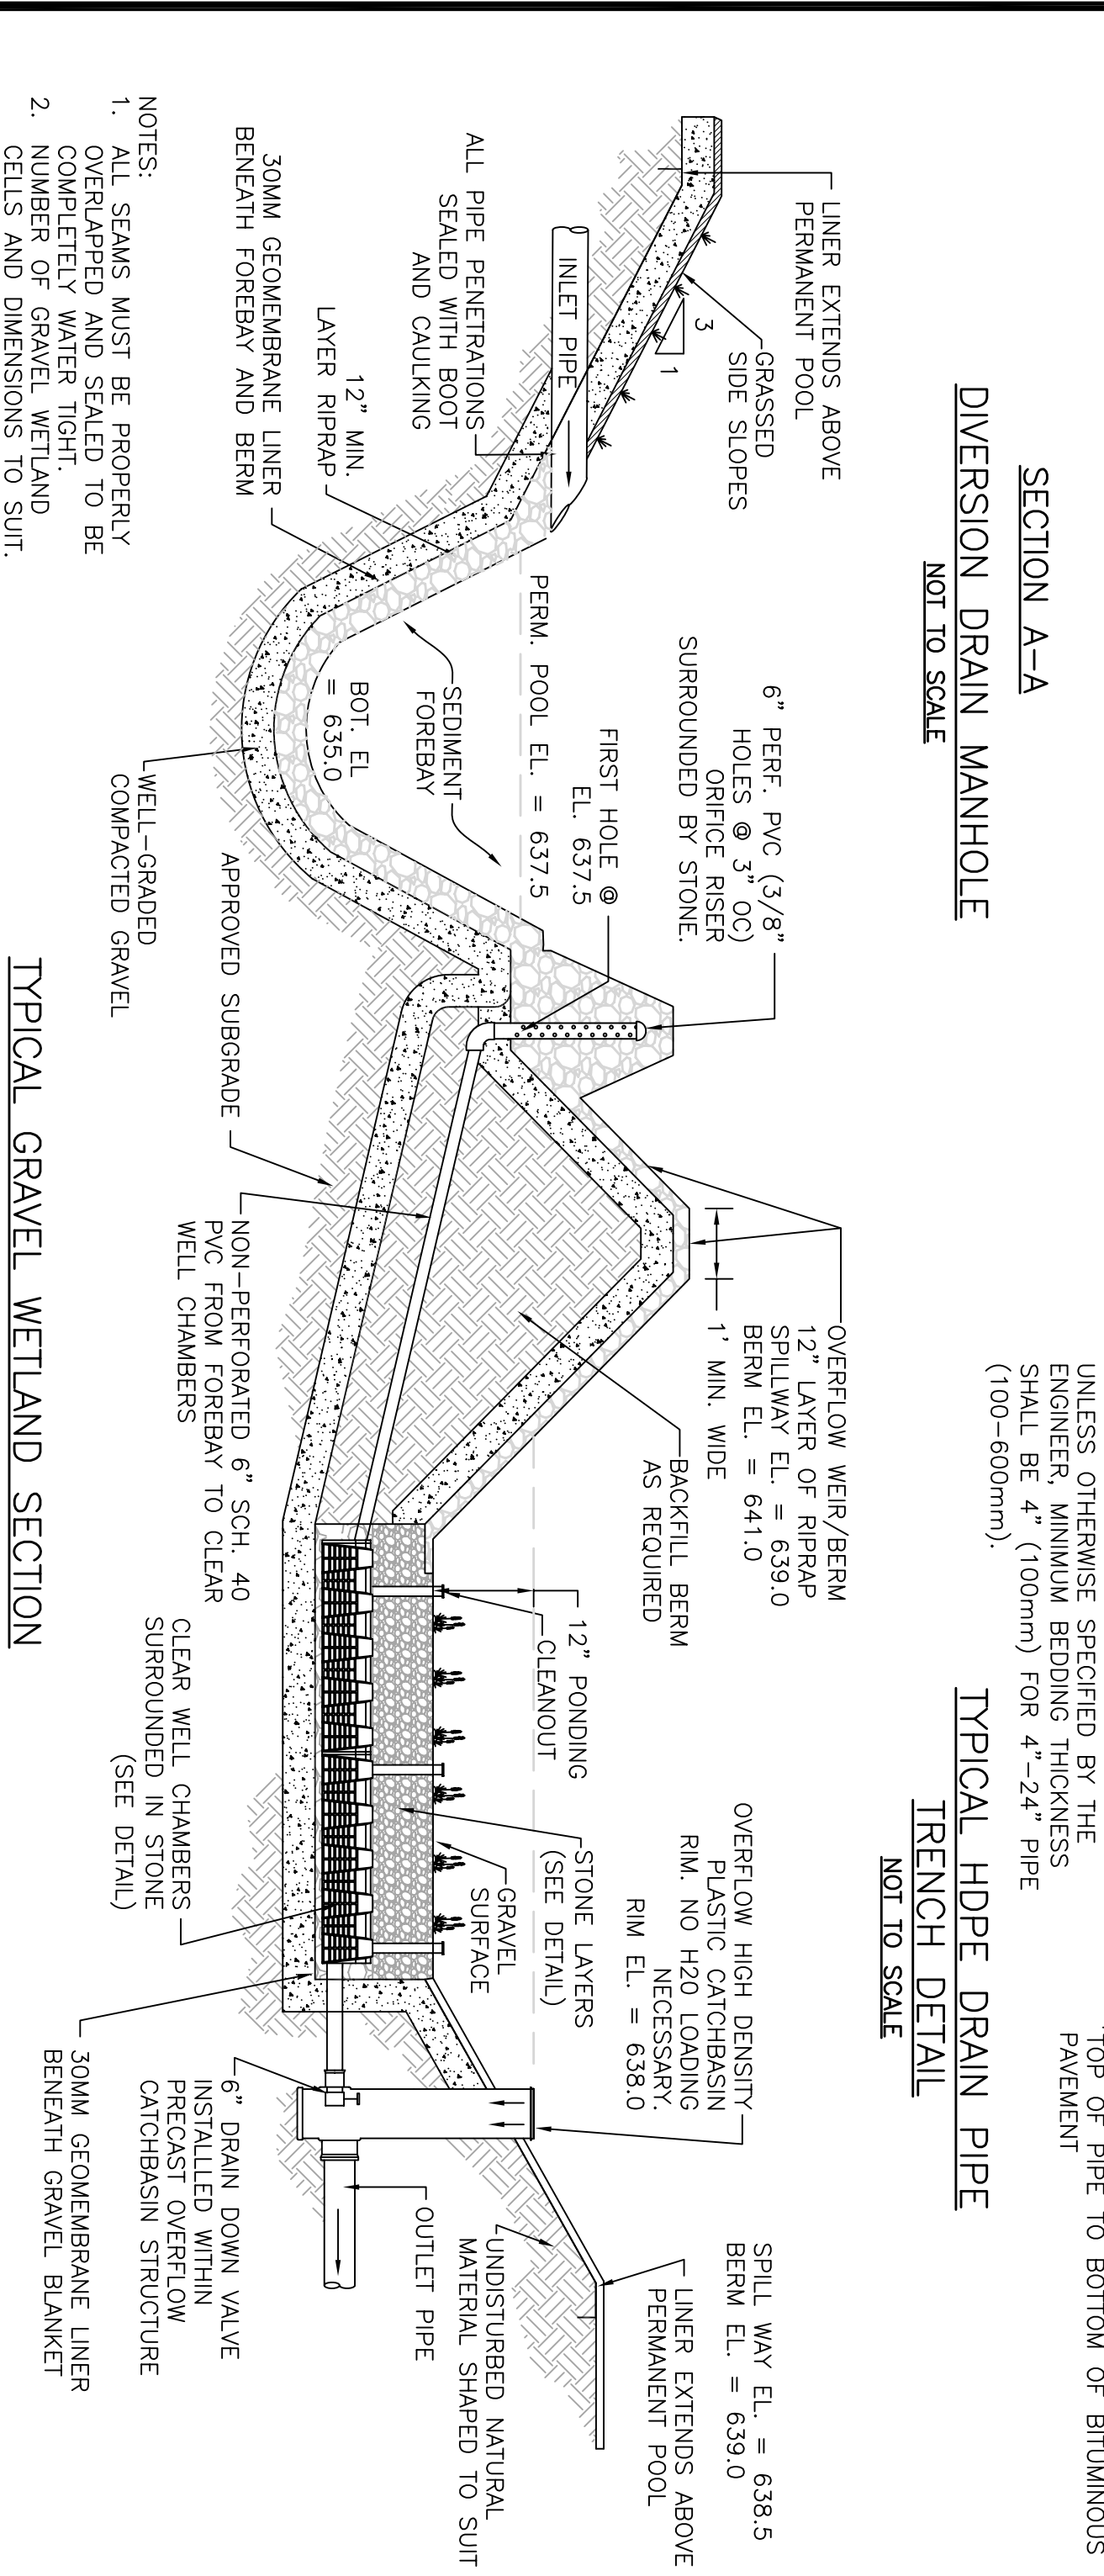 SECTION A-A
DIVERSION DRAIN MANHOLE
NOT TO SCALE
UNLESS OTHERWISE SPECIFIED BY THE
ENGINEER, MINIMUM BEDDING THICKNESS
SHALL BE 4" (100mm) FOR 4"-24" PIPE
(100-600mm).
TYPICAL HDPE DRAIN PIPE
TRENCH DETAIL
NOT TO SCALE
TOP OF PIPE TO BOTTOM OF BITUMINOUS
PAVEMENT
LINER EXTENDS ABOVE
PERMANENT POOL
GRASSED
SIDE SLOPES
3
1
INLET PIPE
ALL PIPE PENETRATIONS
SEALED WITH BOOT
AND CAULKING
12" MIN.
LAYER RIPRAP
30MM GEOMEMBRANE LINER
BENEATH FOREBAY AND BERM
6" PERF. PVC (3/8"
HOLES @ 3" OC)
ORIFICE RISER
SURROUNDED BY STONE.
FIRST HOLE @
EL. 637.5
PERM. POOL EL. = 637.5
SEDIMENT
FOREBAY
BOT. EL
= 635.0
WELL-GRADED
COMPACTED GRAVEL
APPROVED SUBGRADE
OVERFLOW WEIR/BERM
12" LAYER OF RIPRAP
SPILLWAY EL. = 639.0
BERM EL. = 641.0
1' MIN. WIDE
BACKFILL BERM
AS REQUIRED
12" PONDING
CLEANOUT
NON-PERFORATED 6" SCH. 40
PVC FROM FOREBAY TO CLEAR
WELL CHAMBERS
CLEAR WELL CHAMBERS
SURROUNDED IN STONE
(SEE DETAIL)
OVERFLOW HIGH DENSITY
PLASTIC CATCHBASIN
RIM. NO H20 LOADING
NECESSARY.
RIM EL. = 638.0
STONE LAYERS
(SEE DETAIL)
GRAVEL
SURFACE
SPILL WAY EL. = 638.5
BERM EL. = 639.0
LINER EXTENDS ABOVE
PERMANENT POOL
UNDISTURBED NATURAL
MATERIAL SHAPED TO SUIT
OUTLET PIPE
6" DRAIN DOWN VALVE
INSTALLLED WITHIN
PRECAST OVERFLOW
CATCHBASIN STRUCTURE
30MM GEOMEMBRANE LINER
BENEATH GRAVEL BLANKET
NOTES:
1. ALL SEAMS MUST BE PROPERLY
OVERLAPPED AND SEALED TO BE
COMPLETELY WATER TIGHT.
2. NUMBER OF GRAVEL WETLAND
CELLS AND DIMENSIONS TO SUIT.
TYPICAL GRAVEL WETLAND SECTION